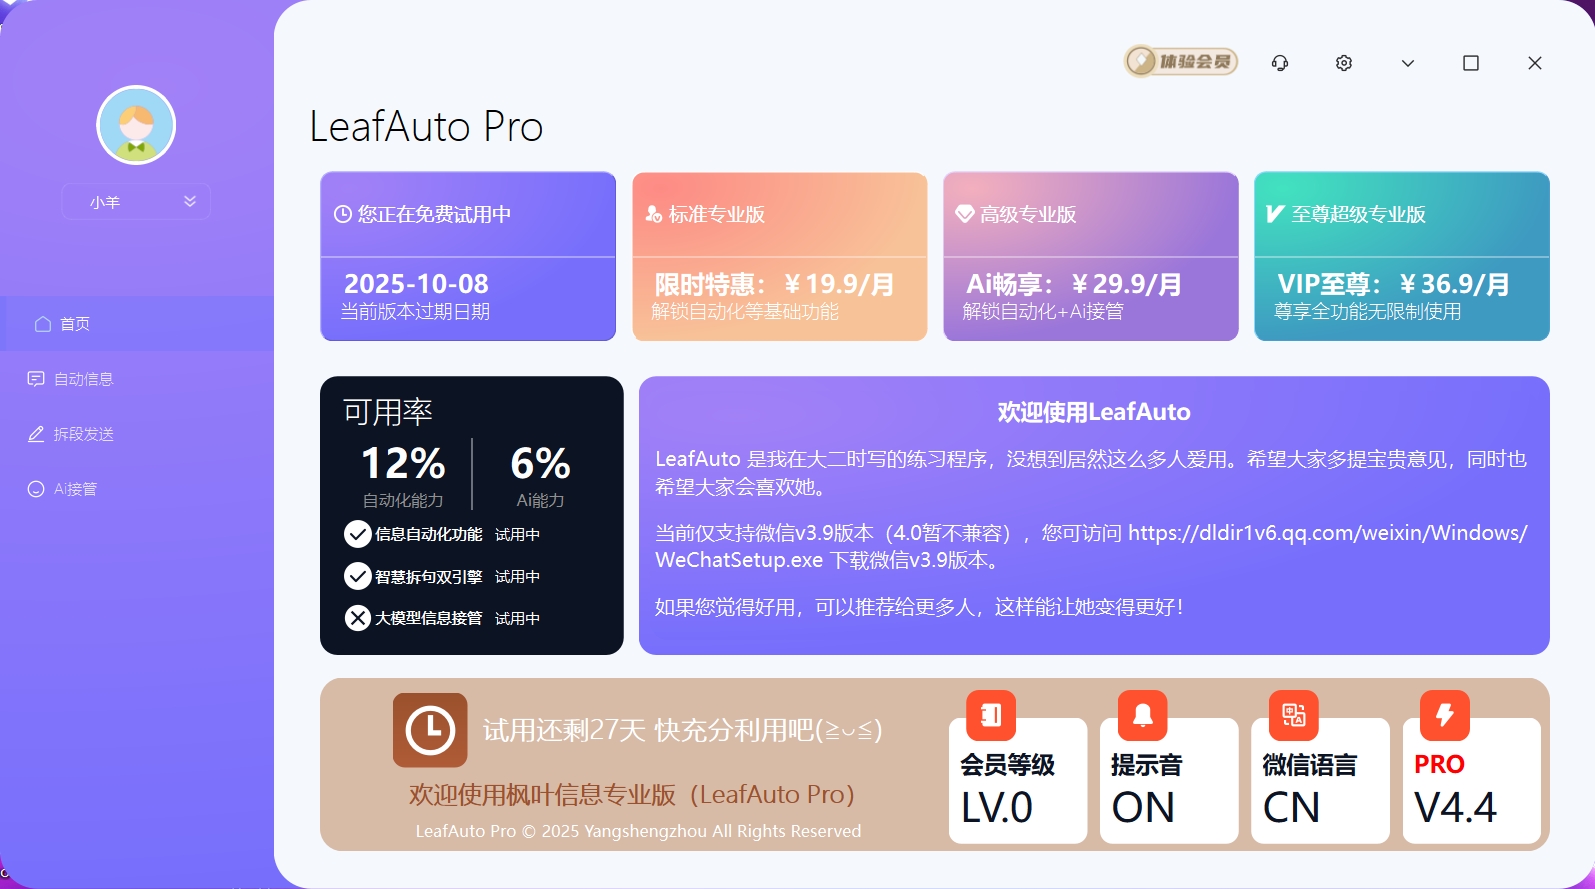 体验会员
LeafAuto Pro
小羊
首页
自动信息
拆段发送
Ai接管
您正在免费试用中
2025-10-08
当前版本过期日期
标准专业版
限时特惠：￥19.9/月
解锁自动化等基础功能
高级专业版
Ai畅享：￥29.9/月
解锁自动化+Ai接管
至尊超级专业版
VIP至尊：￥36.9/月
尊享全功能无限制使用
可用率
12%
自动化能力
6%
Ai能力
信息自动化功能 试用中
智慧拆句双引擎 试用中
大模型信息接管 试用中
欢迎使用LeafAuto
LeafAuto 是我在大二时写的练习程序，没想到居然这么多人爱用。希望大家多提宝贵意见，同时也
希望大家会喜欢她。
当前仅支持微信v3.9版本（4.0暂不兼容），您可访问 https://dldir1v6.qq.com/weixin/Windows/
WeChatSetup.exe 下载微信v3.9版本。
如果您觉得好用，可以推荐给更多人，这样能让她变得更好！
试用还剩27天 快充分利用吧(≧◡≦)
欢迎使用枫叶信息专业版（LeafAuto Pro）
LeafAuto Pro © 2025 Yangshengzhou All Rights Reserved
会员等级
LV.0
提示音
ON
微信语言
CN
PRO
V4.4